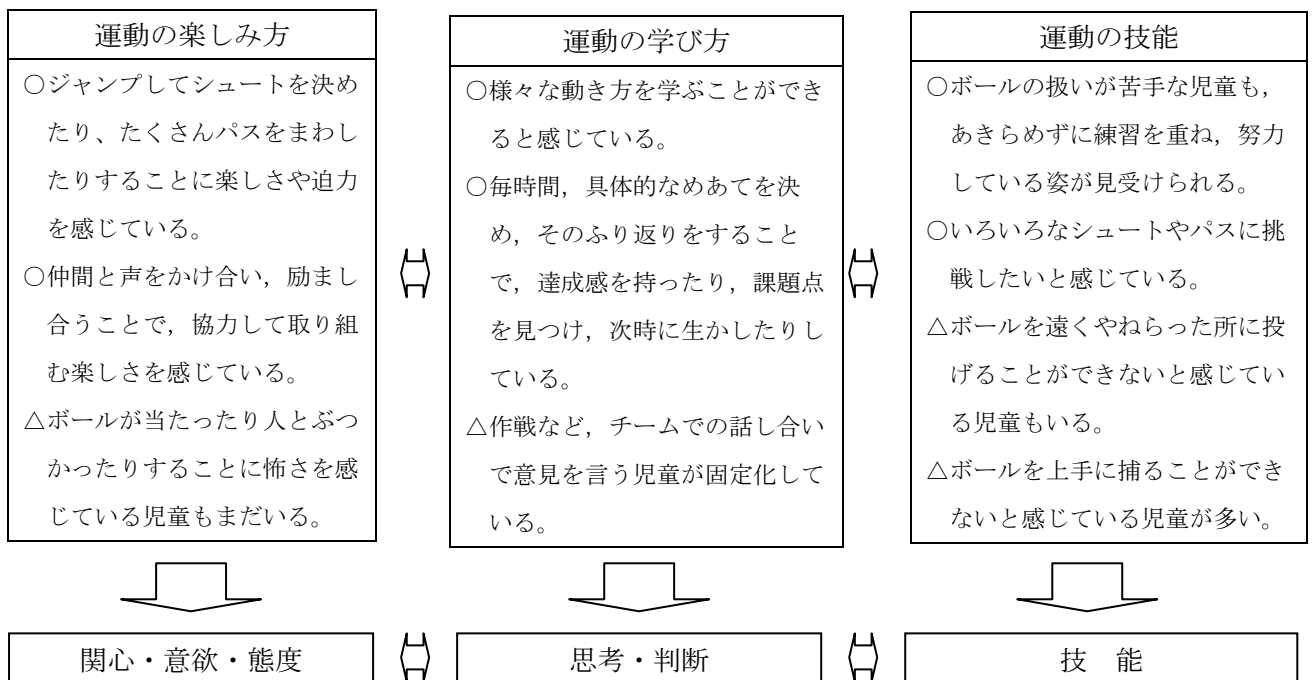 運動の楽しみ方
○ジャンプしてシュートを決め
たり、たくさんパスをまわし
たりすることに楽しさや迫力
を感じている。
○仲間と声をかけ合い，励まし
合うことで，協力して取り組
む楽しさを感じている。
△ボールが当たったり人とぶつ
かったりすることに怖さを感
じている児童もまだいる。
運動の学び方
○様々な動き方を学ぶことができ
ると感じている。
○毎時間，具体的なめあてを決
め，そのふり返りをすること
で，達成感を持ったり，課題点
を見つけ，次時に生かしたりし
ている。
△作戦など，チームでの話し合い
で意見を言う児童が固定化して
いる。
運動の技能
○ボールの扱いが苦手な児童も，
あきらめずに練習を重ね，努力
している姿が見受けられる。
○いろいろなシュートやパスに挑
戦したいと感じている。
△ボールを遠くやねらった所に投
げることができないと感じてい
る児童もいる。
△ボールを上手に捕ることができ
ないと感じている児童が多い。
関心・意欲・態度
思考・判断
技　能